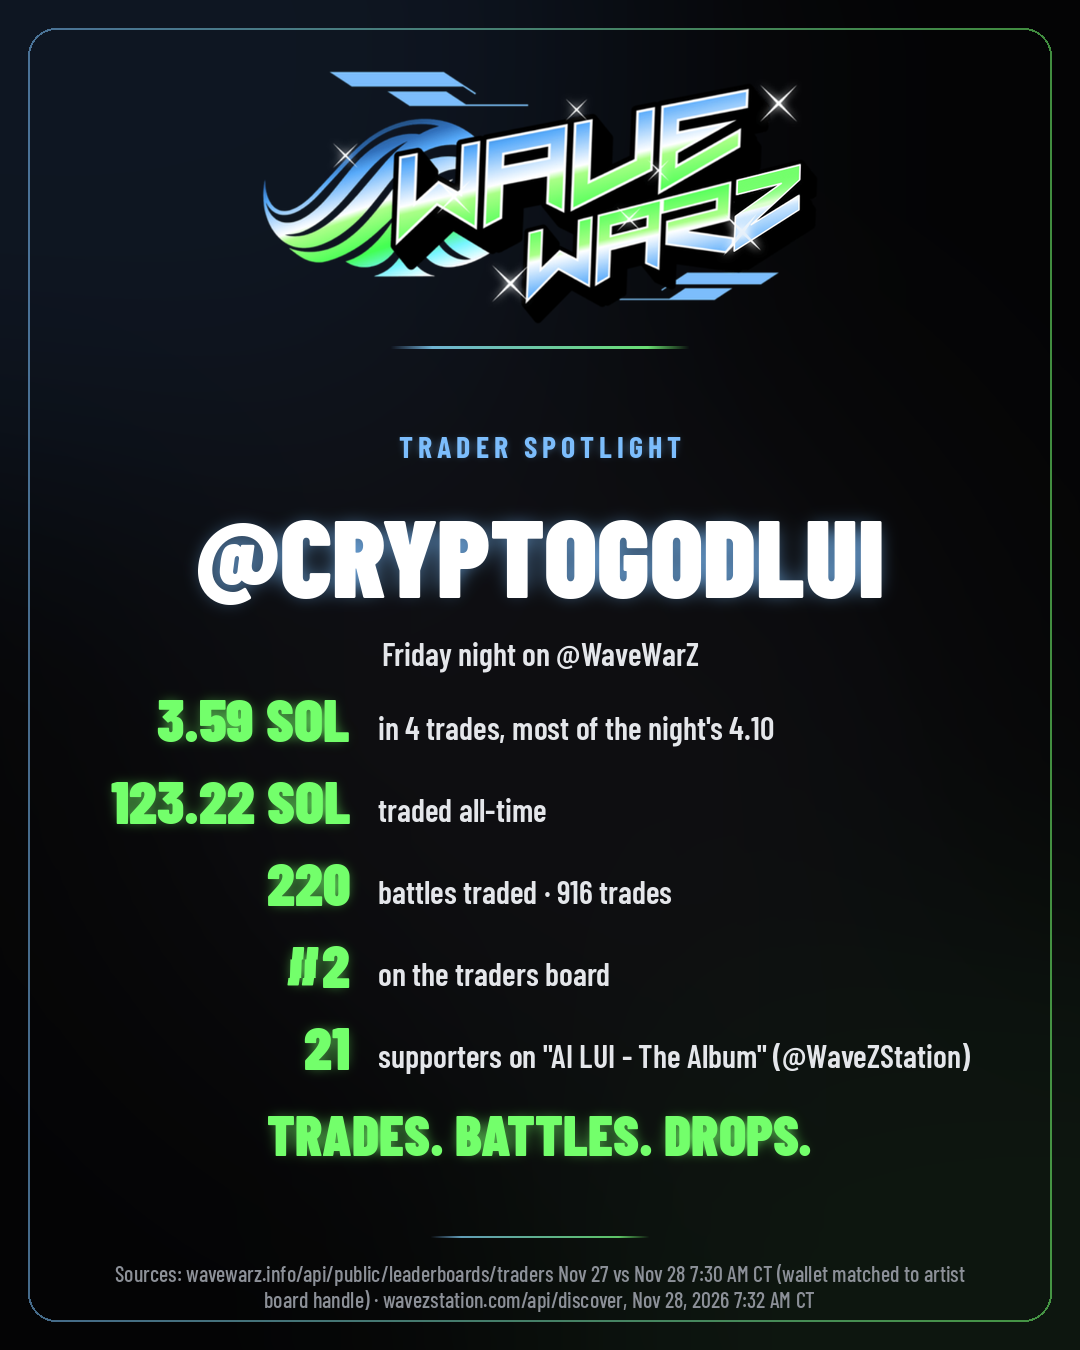 WAVE
WARZ
TRADER SPOTLIGHT
@CRYPTOGODLUI
Friday night on @WaveWarZ
3.59 SOL in 4 trades, most of the night's 4.10
123.22 SOL traded all-time
220 battles traded · 916 trades
#2 on the traders board
21 supporters on "AI LUI - The Album" (@WaveZStation)
TRADES. BATTLES. DROPS.
Sources: wavewarz.info/api/public/leaderboards/traders Nov 27 vs Nov 28 7:30 AM CT (wallet matched to artist
board handle) · wavezstation.com/api/discover, Nov 28, 2026 7:32 AM CT